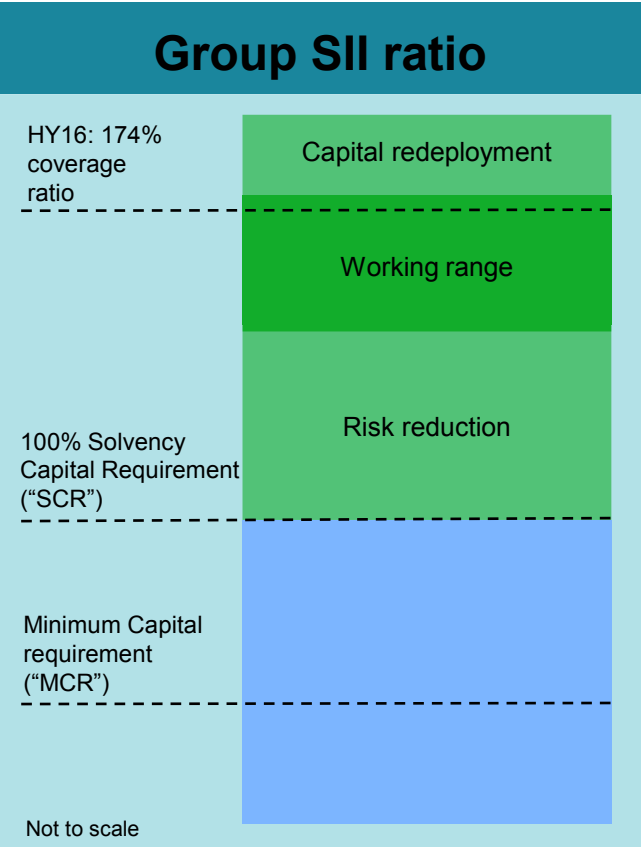 Group SII ratio
HY16: 174%
coverage
ratio
Capital redeployment
Working range
Risk reduction
100% Solvency
Capital Requirement
(“SCR”)
Minimum Capital
requirement
(“MCR”)
Not to scale